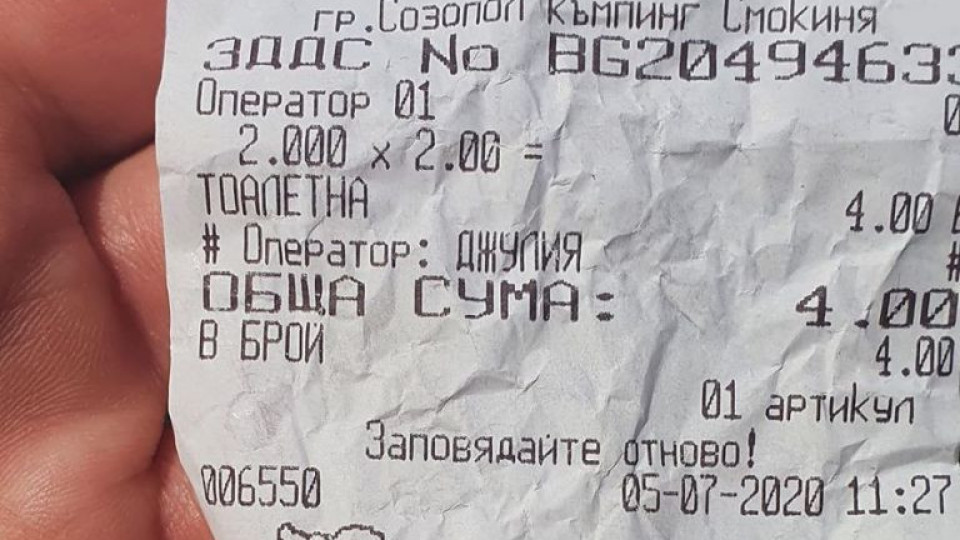 гр.Созопол къмпинг Смокиня
ЗДДС No BG20494633
Оператор 01 0
2.000 x 2.00 =
ТОАЛЕТНА 4.00
# Оператор: ДЖУЛИЯ #
ОБЩА СУМА: 4.00
В БРОЙ 4.00
01 артикул
Заповядайте отново!
006550 05-07-2020 11:27